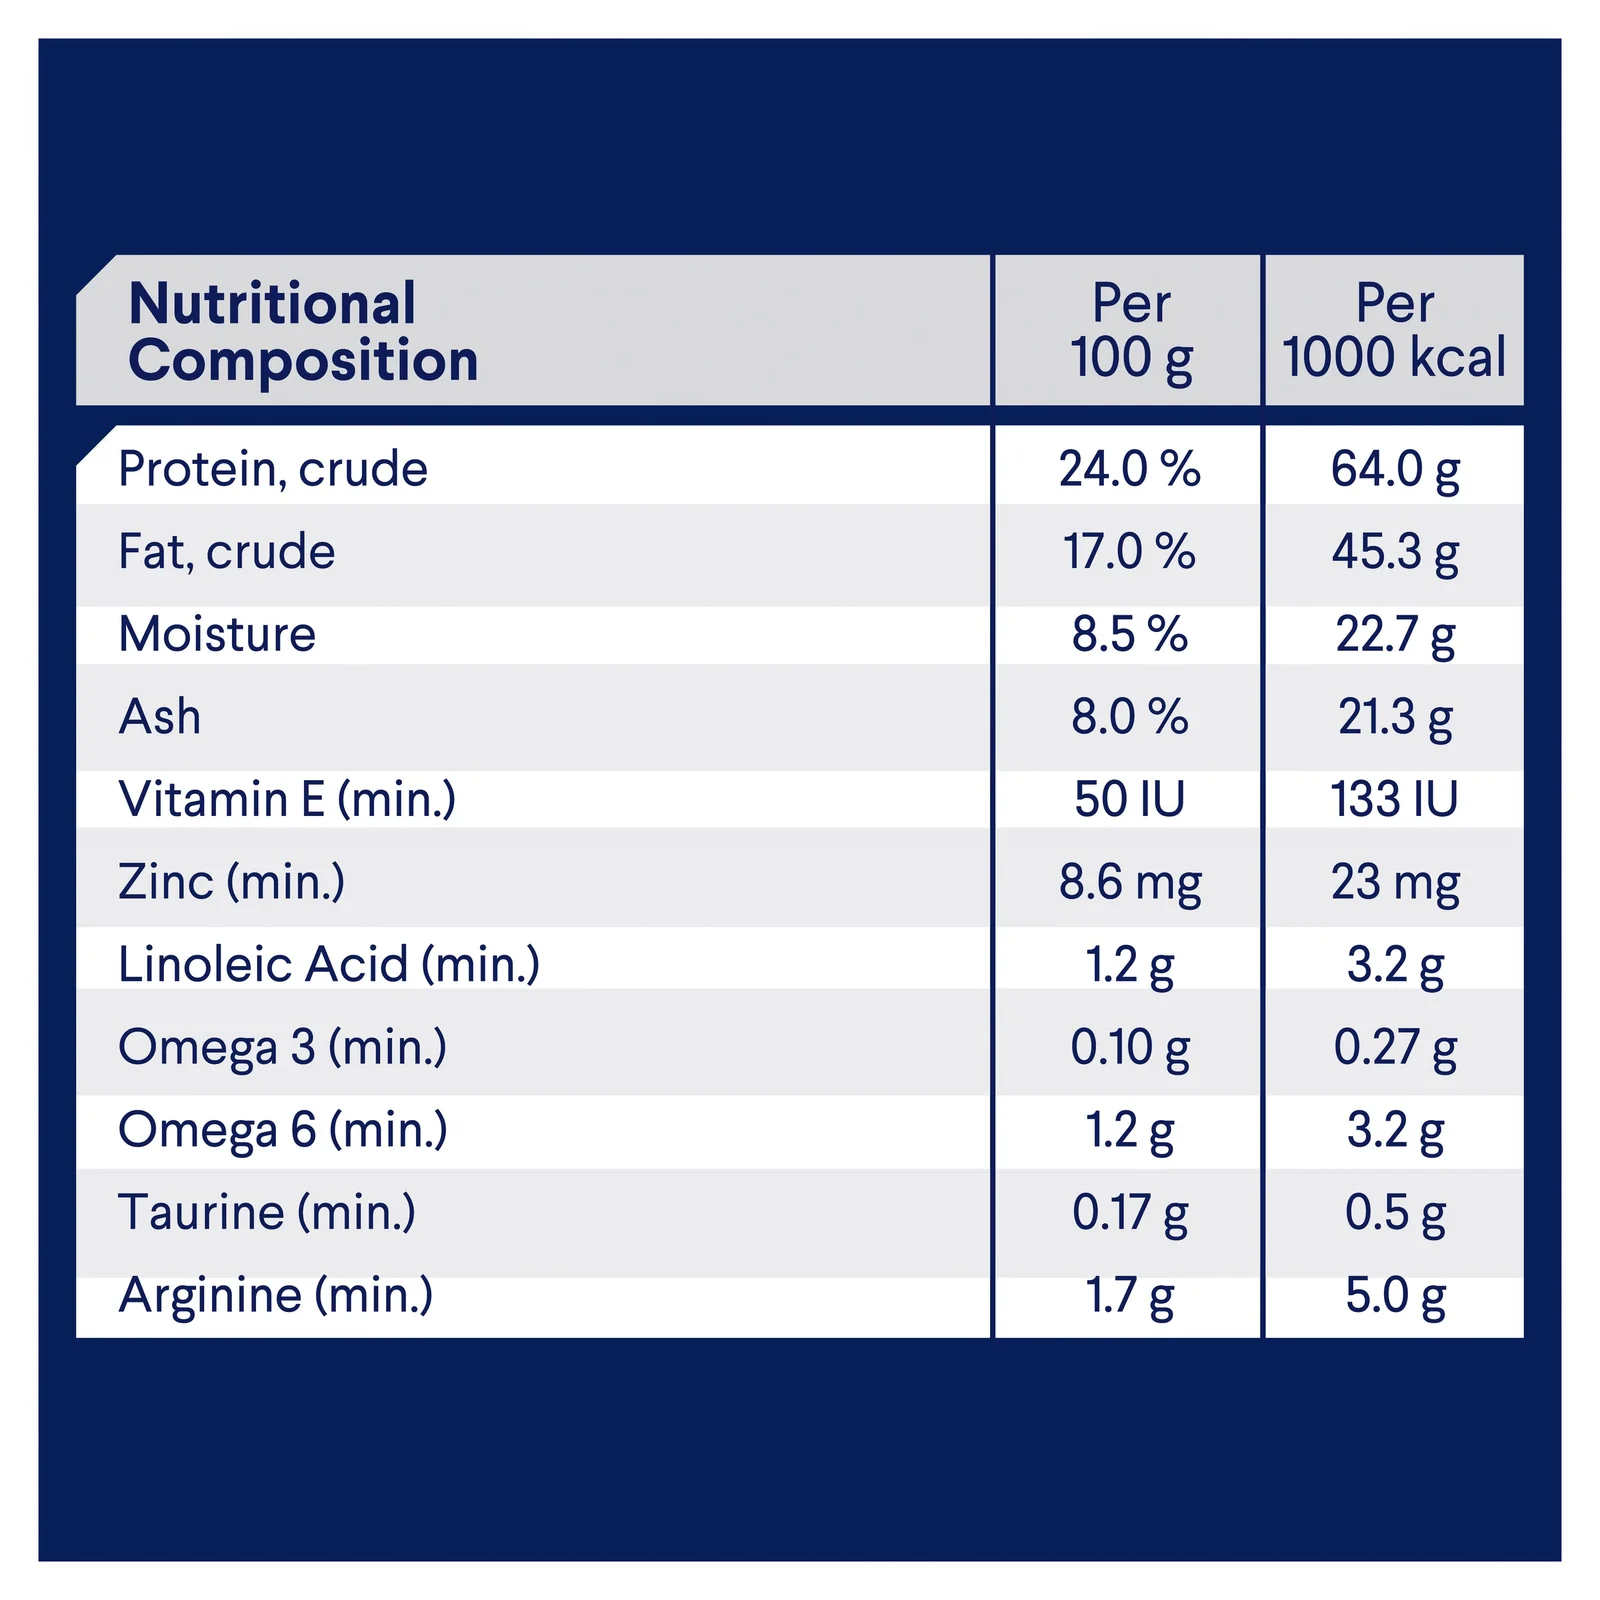 Nutritional
Composition
Per
100 g
Per
1000 kcal
Protein, crude 24.0 % 64.0 g
Fat, crude 17.0 % 45.3 g
Moisture 8.5 % 22.7 g
Ash 8.0 % 21.3 g
Vitamin E (min.) 50 IU 133 IU
Zinc (min.) 8.6 mg 23 mg
Linoleic Acid (min.) 1.2 g 3.2 g
Omega 3 (min.) 0.10 g 0.27 g
Omega 6 (min.) 1.2 g 3.2 g
Taurine (min.) 0.17 g 0.5 g
Arginine (min.) 1.7 g 5.0 g